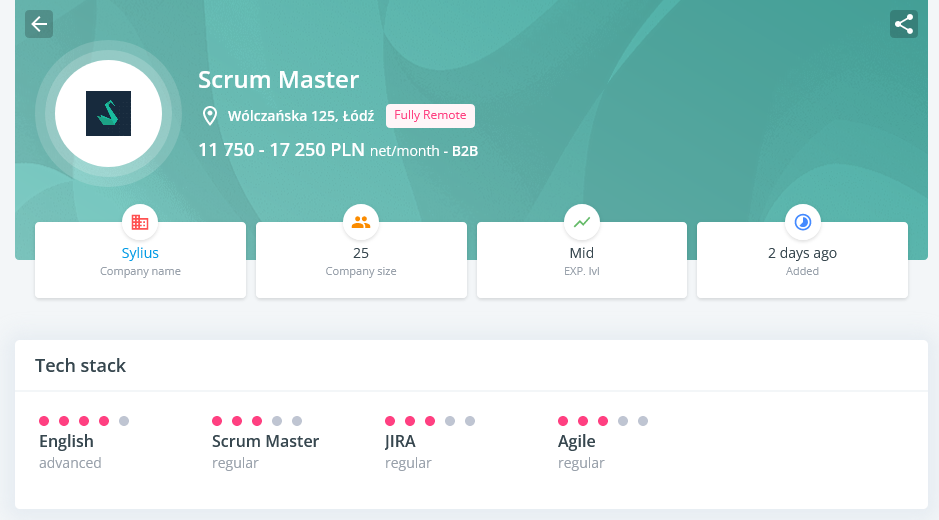 Scrum Master
Wólczańska 125, Łódź Fully Remote
11 750 - 17 250 PLN net/month - B2B
Sylius
Company name
25
Company size
Mid
EXP. lvl
2 days ago
Added
Tech stack
English
advanced
Scrum Master
regular
JIRA
regular
Agile
regular